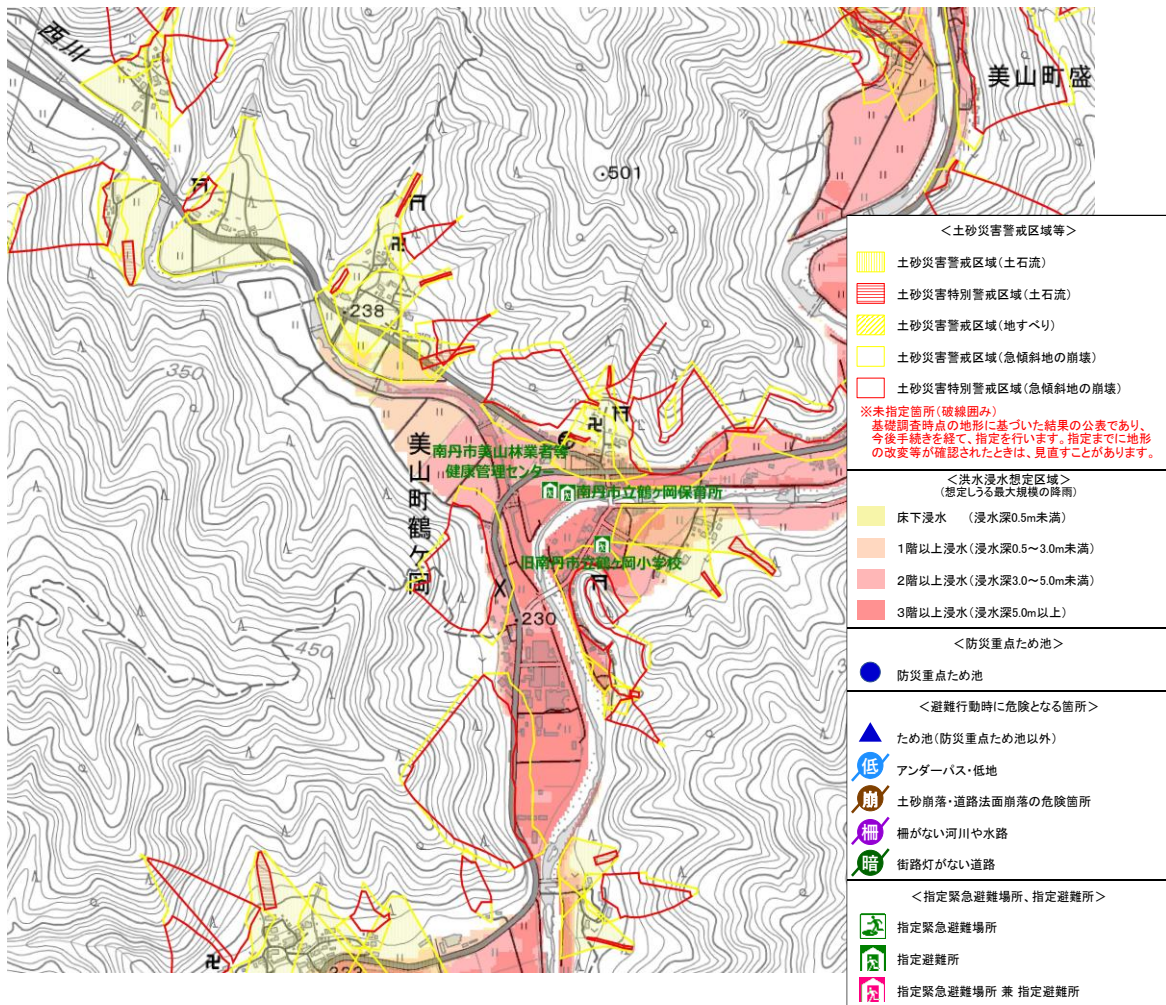 西川
美山町盛
501
238
350
南丹市美山林業者等
健康管理センター
南丹市立鶴ヶ岡保育所
旧南丹市立鶴ヶ岡小学校
美山町鶴ヶ岡
230
450
223
＜土砂災害警戒区域等＞
土砂災害警戒区域（土石流）
土砂災害特別警戒区域（土石流）
土砂災害警戒区域（地すべり）
土砂災害警戒区域（急傾斜地の崩壊）
土砂災害特別警戒区域（急傾斜地の崩壊）
※未指定箇所（破線囲み）
基礎調査時点の地形に基づいた結果の公表であり、
今後手続きを経て、指定を行います。指定までに地形
の改変等が確認されたときは、見直すことがあります。
＜洪水浸水想定区域＞
（想定しうる最大規模の降雨）
床下浸水　（浸水深0.5m未満）
１階以上浸水（浸水深0.5～3.0m未満）
２階以上浸水（浸水深3.0～5.0m未満）
３階以上浸水（浸水深5.0m以上）
＜防災重点ため池＞
防災重点ため池
＜避難行動時に危険となる箇所＞
ため池（防災重点ため池以外）
低 アンダーパス・低地
崩 土砂崩落・道路法面崩落の危険箇所
柵 柵がない河川や水路
暗 街路灯がない道路
＜指定緊急避難場所、指定避難所＞
指定緊急避難場所
指定避難所
指定緊急避難場所 兼 指定避難所